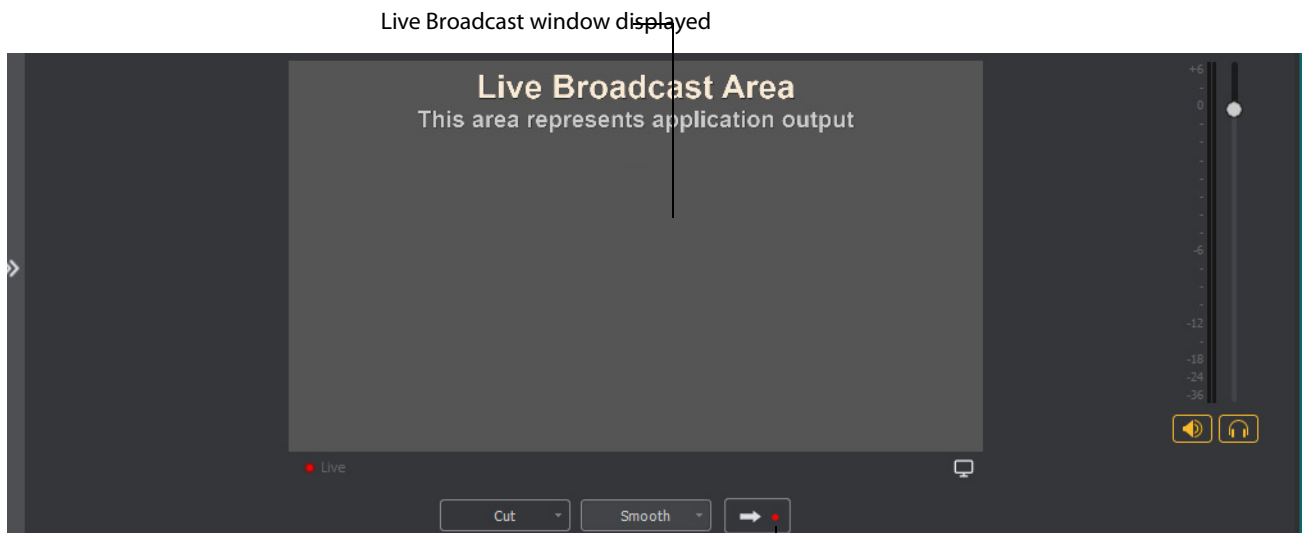 Live Broadcast window displayed
Live Broadcast Area
This area represents application output
+6
0
-6
-12
-18
-24
-36
Live
Cut
Smooth